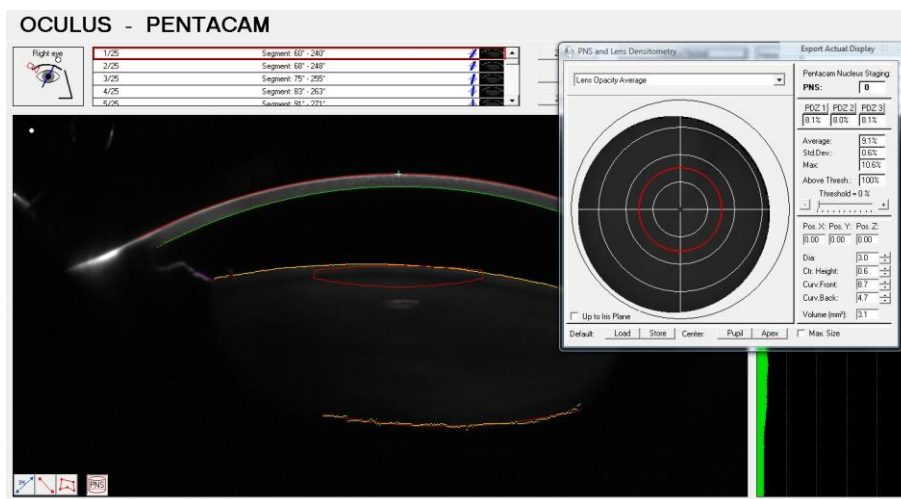 OCULUS - PENTACAM
Right eye
1/25 Segment: 60° - 240°
2/25 Segment: 68° - 248°
3/25 Segment: 75° - 255°
4/25 Segment: 83° - 263°
5/25 Segment: 91° - 271°
PNS and Lens Densitometry
Export Actual Display
Lens Opacity Average
Pentacam Nucleus Staging:
PNS: 0
PDZ 1 PDZ 2 PDZ 3
8.1% 8.0% 8.1%
Average: 9.1%
Std.Dev.: 0.6%
Max: 10.6%
Above Thresh.: 100%
Threshold = 0 %
- +
Pos. X: Pos. Y: Pos. Z:
0.00 0.00 0.00
Dia: 3.0
Ctr. Height: 0.6
Curv.Front: 8.7
Curv.Back: 4.7
Volume (mm³): 3.1
Up to Iris Plane
Default: Load Store Center: Pupil Apex Max. Size
PNS